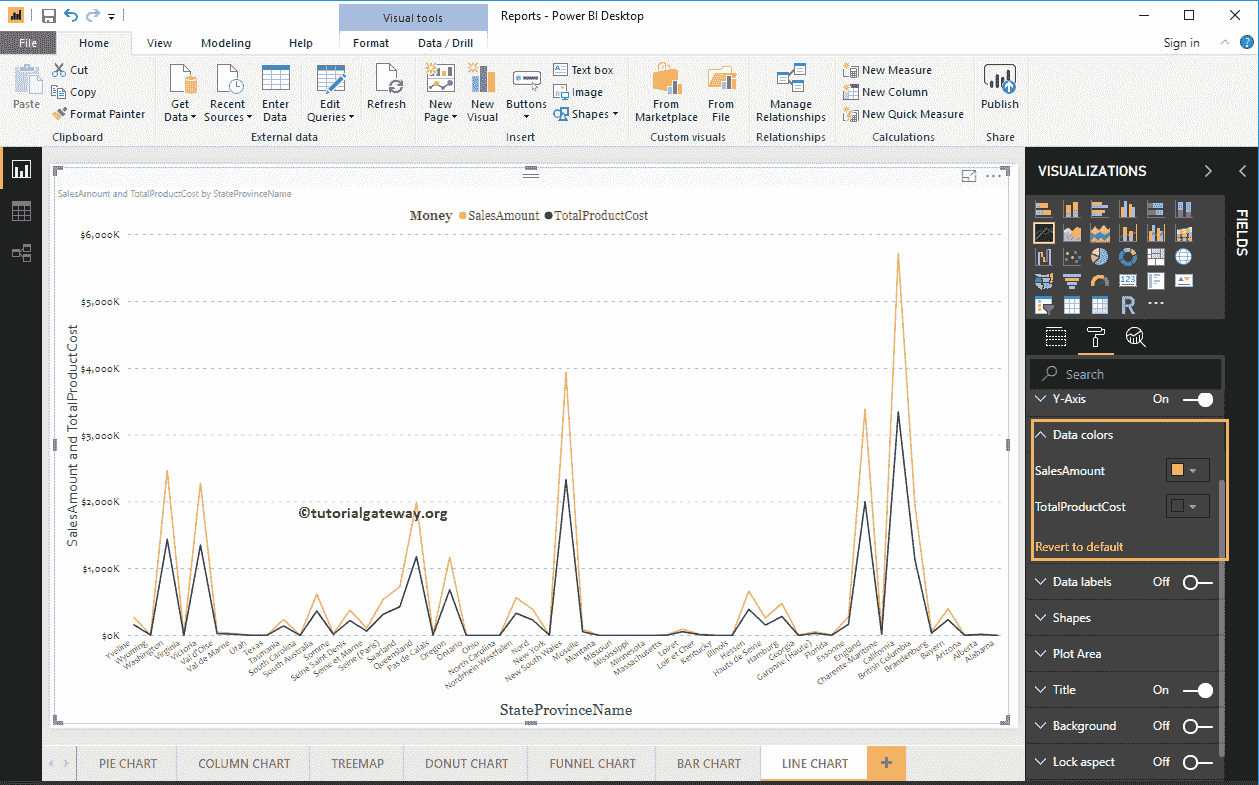 Visual tools
Reports - Power BI Desktop
File
Home
View
Modeling
Help
Format
Data / Drill
Sign in
?
Paste
Cut
Copy
Format Painter
Clipboard
Get Data
Recent Sources
Enter Data
Edit Queries
External data
Refresh
New Page
New Visual
Buttons
Text box
Image
Shapes
Insert
From Marketplace
From File
Custom visuals
Manage Relationships
Relationships
New Measure
New Column
New Quick Measure
Calculations
Publish
Share
SalesAmount and TotalProductCost by StateProvinceName
Money SalesAmount TotalProductCost
$6,000K
$5,000K
$4,000K
$3,000K
$2,000K
$1,000K
$0K
SalesAmount and TotalProductCost
©tutorialgateway.org
Yveline
Wyoming
Washington
Virginia
Victoria
Val d'Oise
Val de Marne
Utah
Texas
Tasmania
South Carolina
South Australia
Somme
Seine Saint Denis
Seine et Marne
Seine (Paris)
Saarland
Queensland
Pas de Calais
Oregon
Ontario
Ohio
North Carolina
Nordrhein-Westfalen
Nord
New York
New South Wales
Moselle
Montana
Missouri
Mississippi
Minnesota
Massachusetts
Loiret
Loir et Cher
Kentucky
Illinois
Hessen
Hauts de Seine
Hamburg
Georgia
Garonne (Haute)
Florida
Essonne
England
Charente-Maritime
California
British Columbia
Brandenburg
Bayern
Arizona
Alberta
Alabama
StateProvinceName
VISUALIZATIONS
FIELDS
123
R
Search
Y-Axis On
Data colors
SalesAmount
TotalProductCost
Revert to default
Data labels Off
Shapes
Plot Area
Title On
Background Off
Lock aspect Off
PIE CHART
COLUMN CHART
TREEMAP
DONUT CHART
FUNNEL CHART
BAR CHART
LINE CHART
+